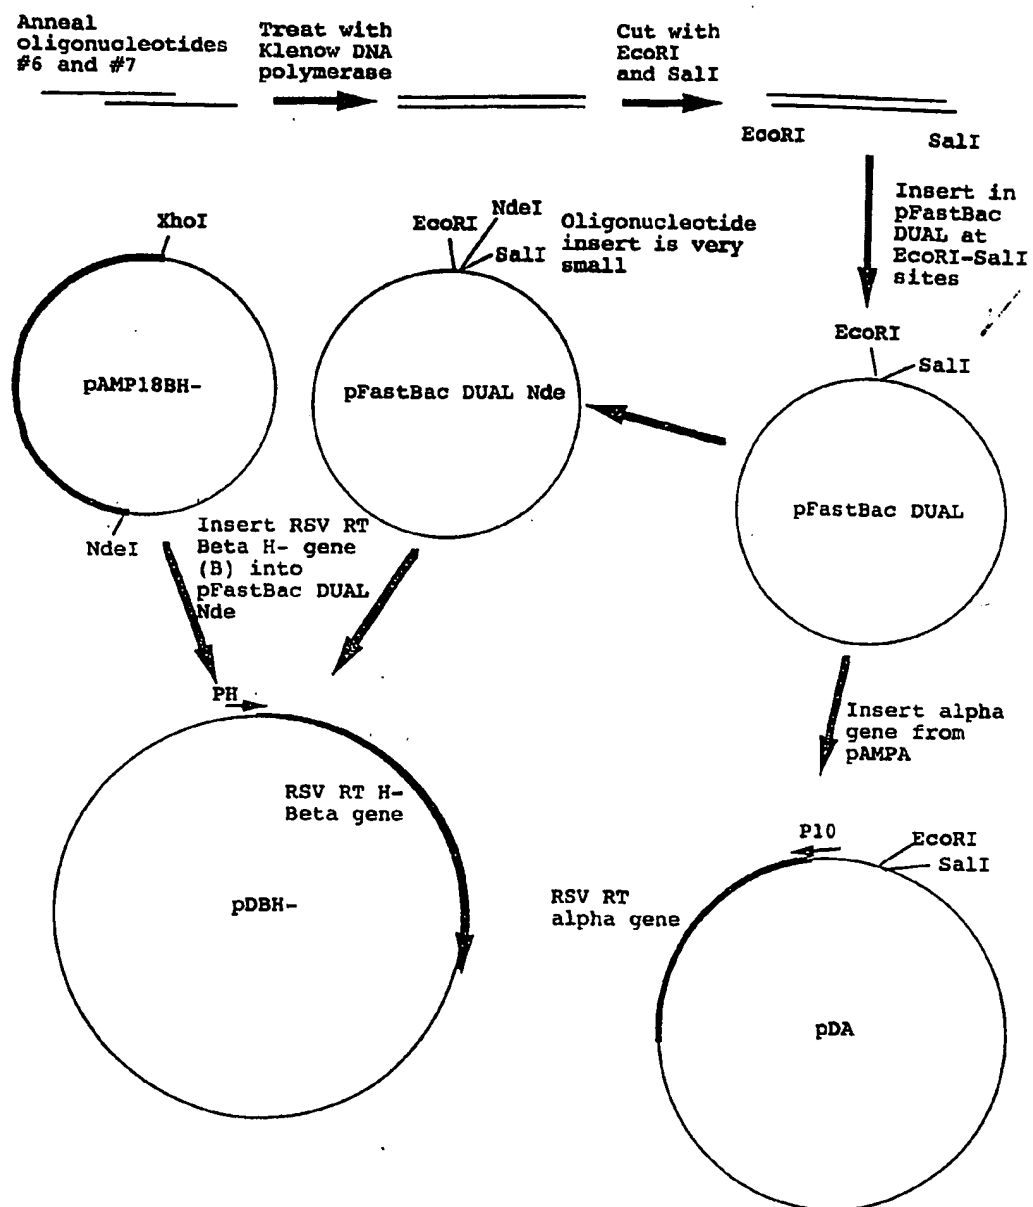 Anneal
oligonucleotides
#6 and #7
Treat with
Klenow DNA
polymerase
Cut with
EcoRI
and SalI
EcoRI
SalI
Insert in
pFastBac
DUAL at
EcoRI-SalI
sites
XhoI
pAMP18BH-
NdeI
EcoRI
NdeI
SalI
Oligonucleotide
insert is very
small
pFastBac DUAL Nde
EcoRI
SalI
pFastBac DUAL
Insert RSV RT
Beta H- gene
(B) into
pFastBac DUAL
Nde
PH
RSV RT H-
Beta gene
pDBH-
Insert alpha
gene from
pAMPA
P10
EcoRI
SalI
RSV RT
alpha gene
pDA